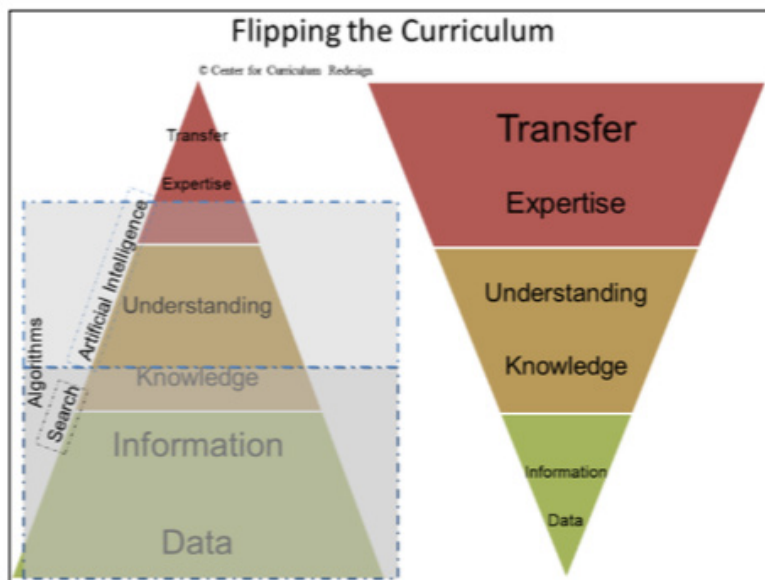 Flipping the Curriculum
© Center for Curriculum Redesign
Transfer
Expertise
Understanding
Knowledge
Information
Data
Algorithms
Artificial Intelligence
Search
Transfer
Expertise
Understanding
Knowledge
Information
Data